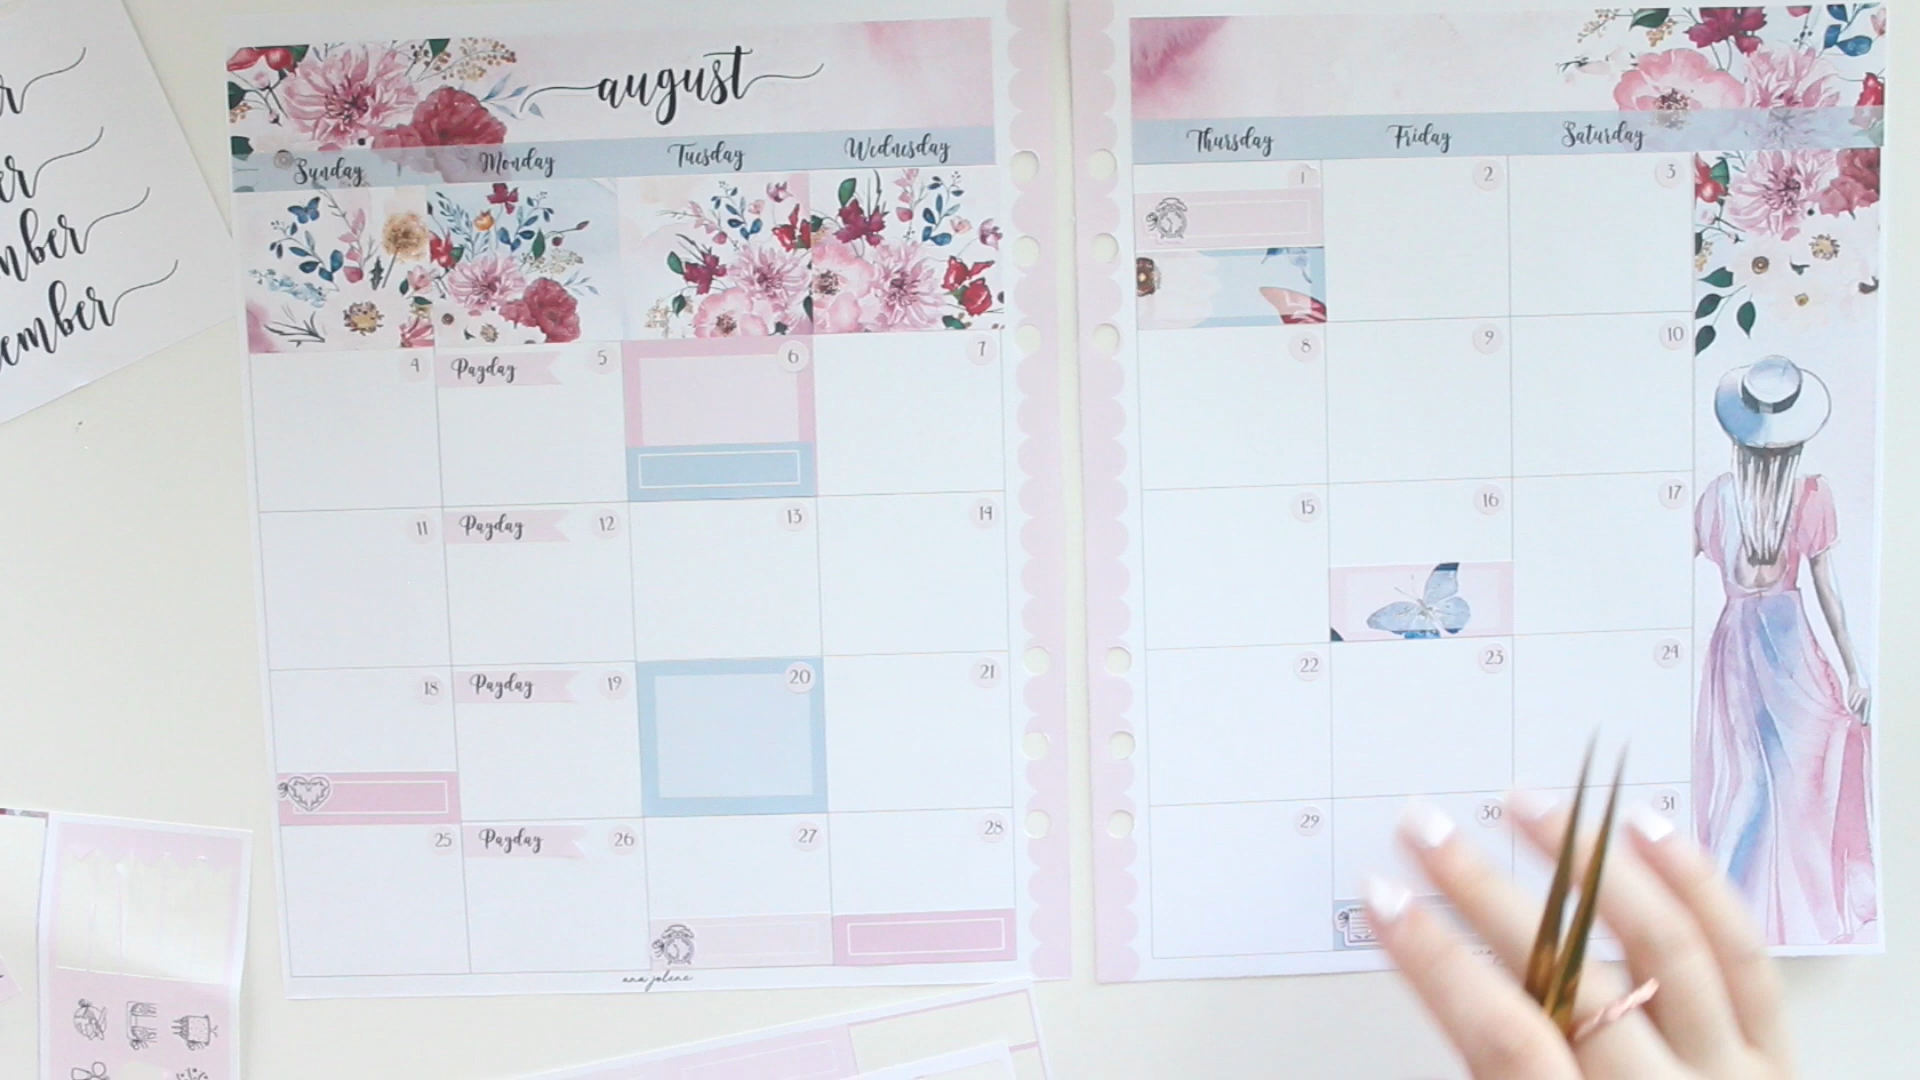 august
Sunday Monday Tuesday Wednesday Thursday Friday Saturday
1 2 3
4 Payday 5 6 7 8 9 10
11 Payday 12 13 14 15 16 17
18 Payday 19 20 21 22 23 24
25 Payday 26 27 28 29 30 31
ana jolene
mber
ember